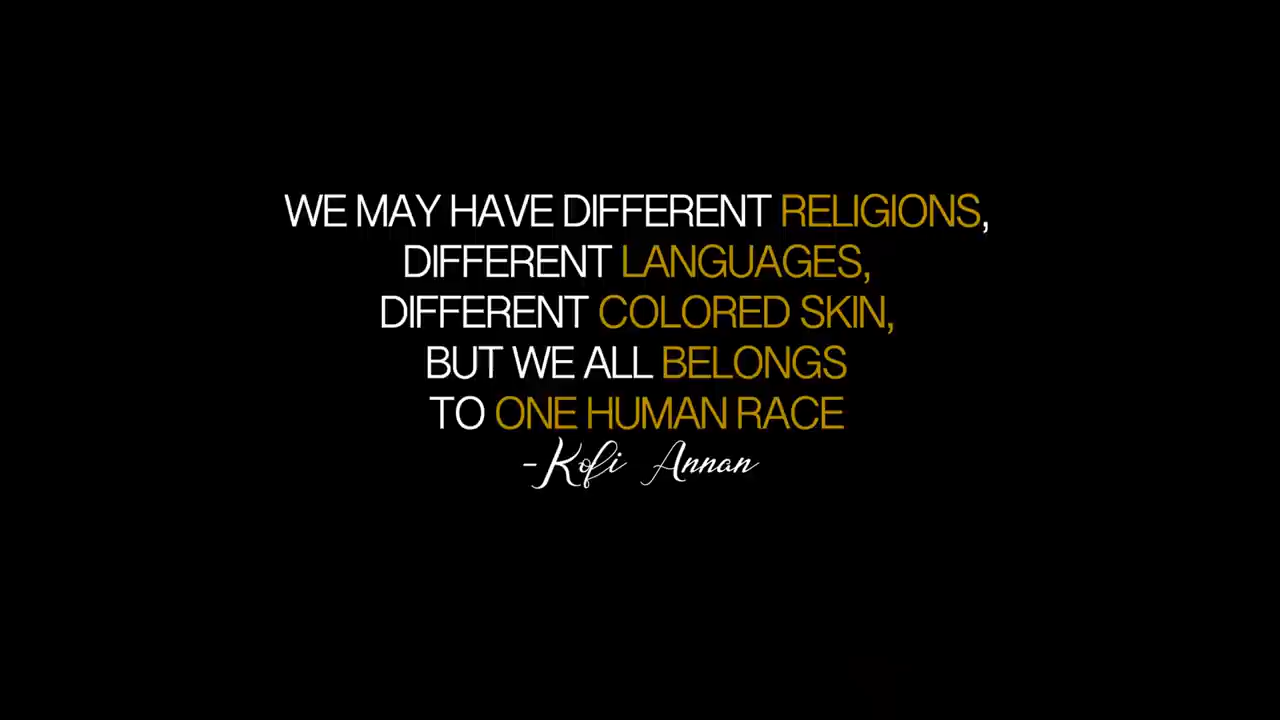 WE MAY HAVE DIFFERENT RELIGIONS,
DIFFERENT LANGUAGES,
DIFFERENT COLORED SKIN,
BUT WE ALL BELONGS
TO ONE HUMAN RACE
-Kofi Annan